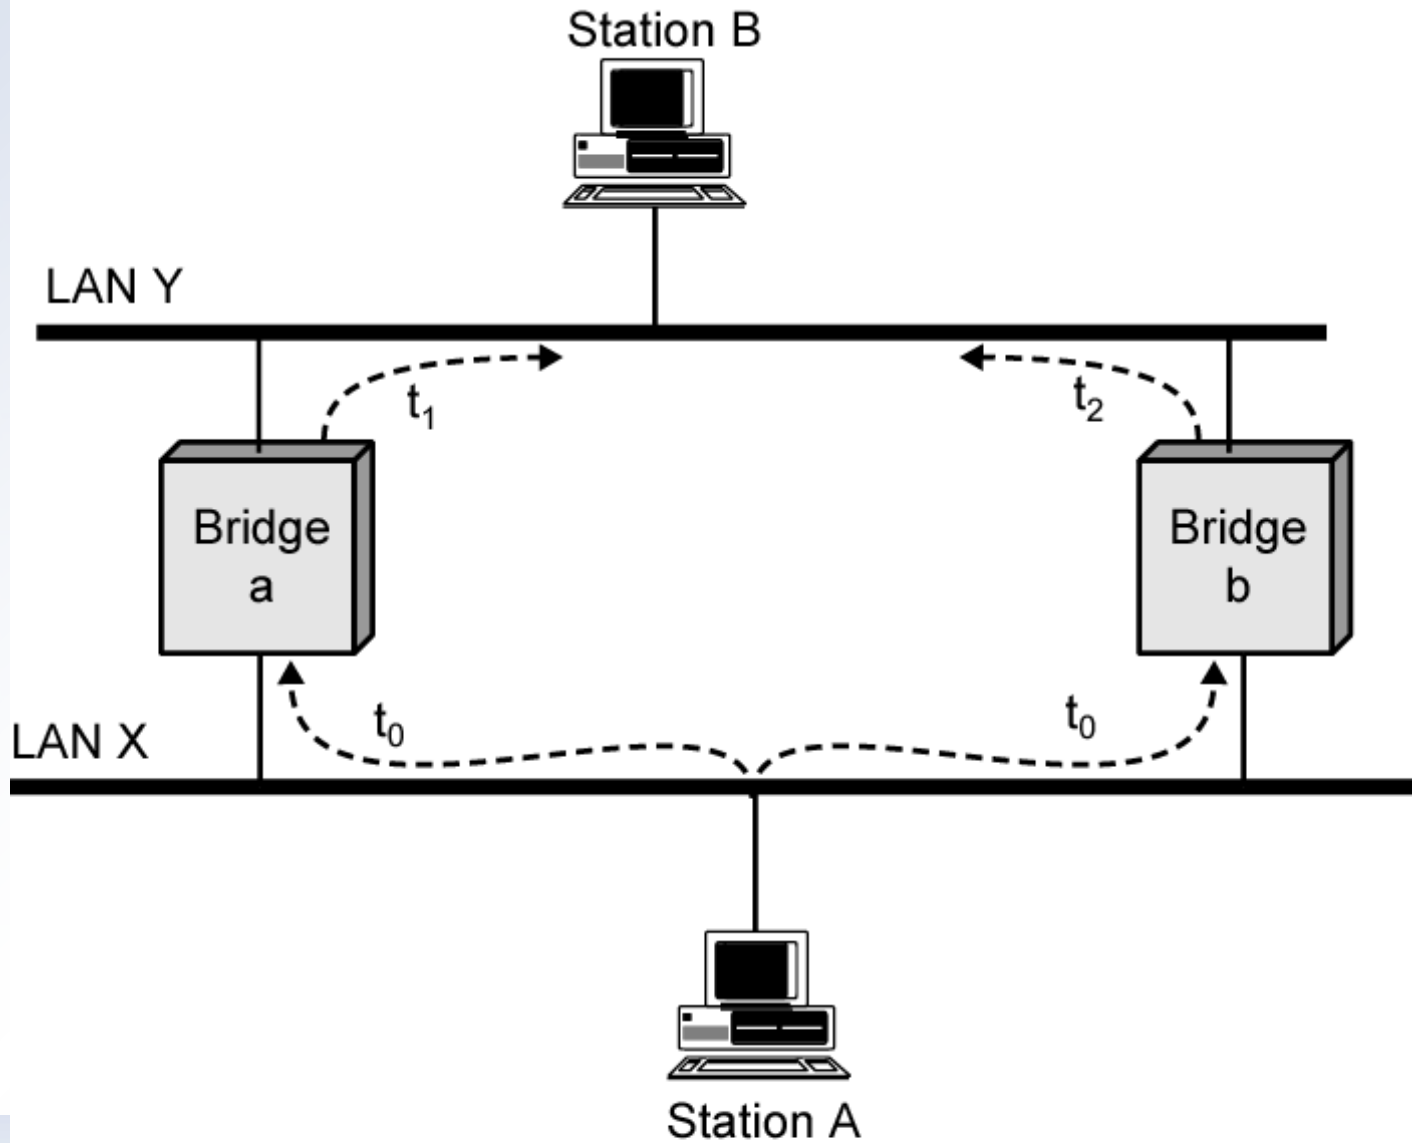 Station B
LAN Y
t₁
t₂
Bridge
a
Bridge
b
t₀
t₀
LAN X
Station A